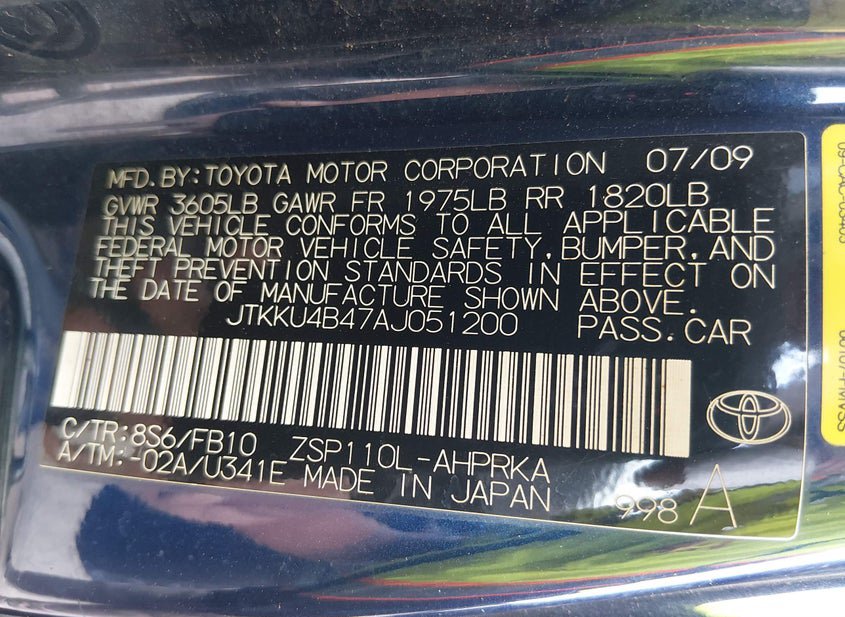 MFD.BY:TOYOTA MOTOR CORPORATION 07/09
GVWR 3605LB GAWR FR 1975LB RR 1820LB
THIS VEHICLE CONFORMS TO ALL APPLICABLE
FEDERAL MOTOR VEHICLE SAFETY,BUMPER,AND
THEFT PREVENTION STANDARDS IN EFFECT ON
THE DATE OF MANUFACTURE SHOWN ABOVE.
JTKKU4B47AJ051200 PASS.CAR
C/TR:8S6/FB10 ZSP110L-AHPRKA
A/TM:-02A/U341E MADE IN JAPAN
998 A